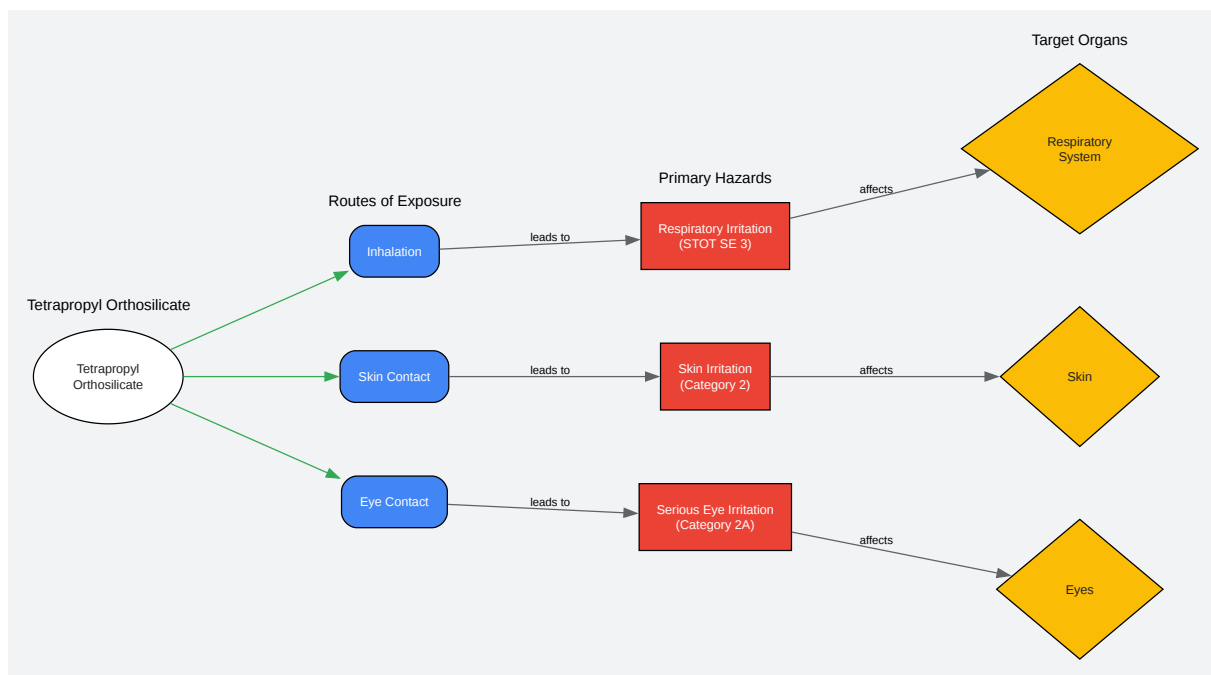 Target Organs
Respiratory
System
Primary Hazards
affects
Routes of Exposure
Respiratory Irritation
(STOT SE 3)
leads to
Inhalation
Tetrapropyl Orthosilicate
Tetrapropyl
Orthosilicate
Skin Contact
leads to
Skin Irritation
(Category 2)
affects
Skin
Eye Contact
leads to
Serious Eye Irritation
(Category 2A)
affects
Eyes